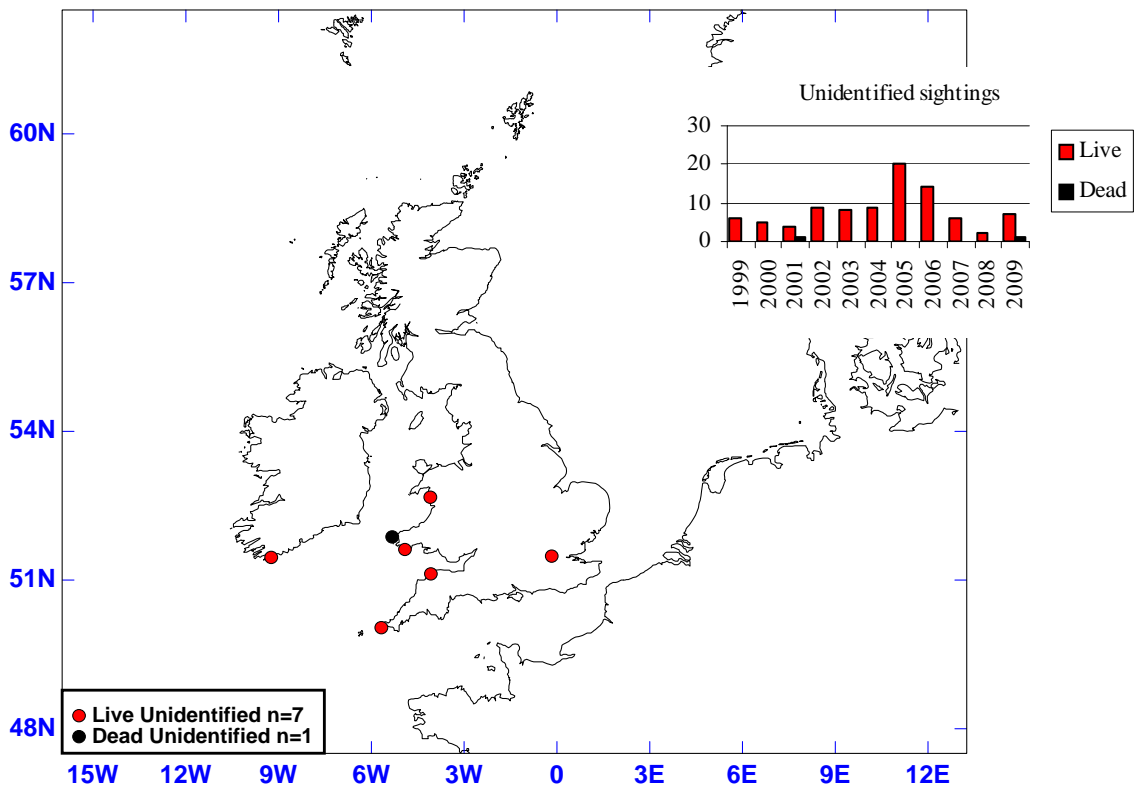 Unidentified sightings
30
20
10
0
1999
2000
2001
2002
2003
2004
2005
2006
2007
2008
2009
Live
Dead
60N
57N
54N
51N
48N
Live Unidentified n=7
Dead Unidentified n=1
15W 12W 9W 6W 3W 0 3E 6E 9E 12E